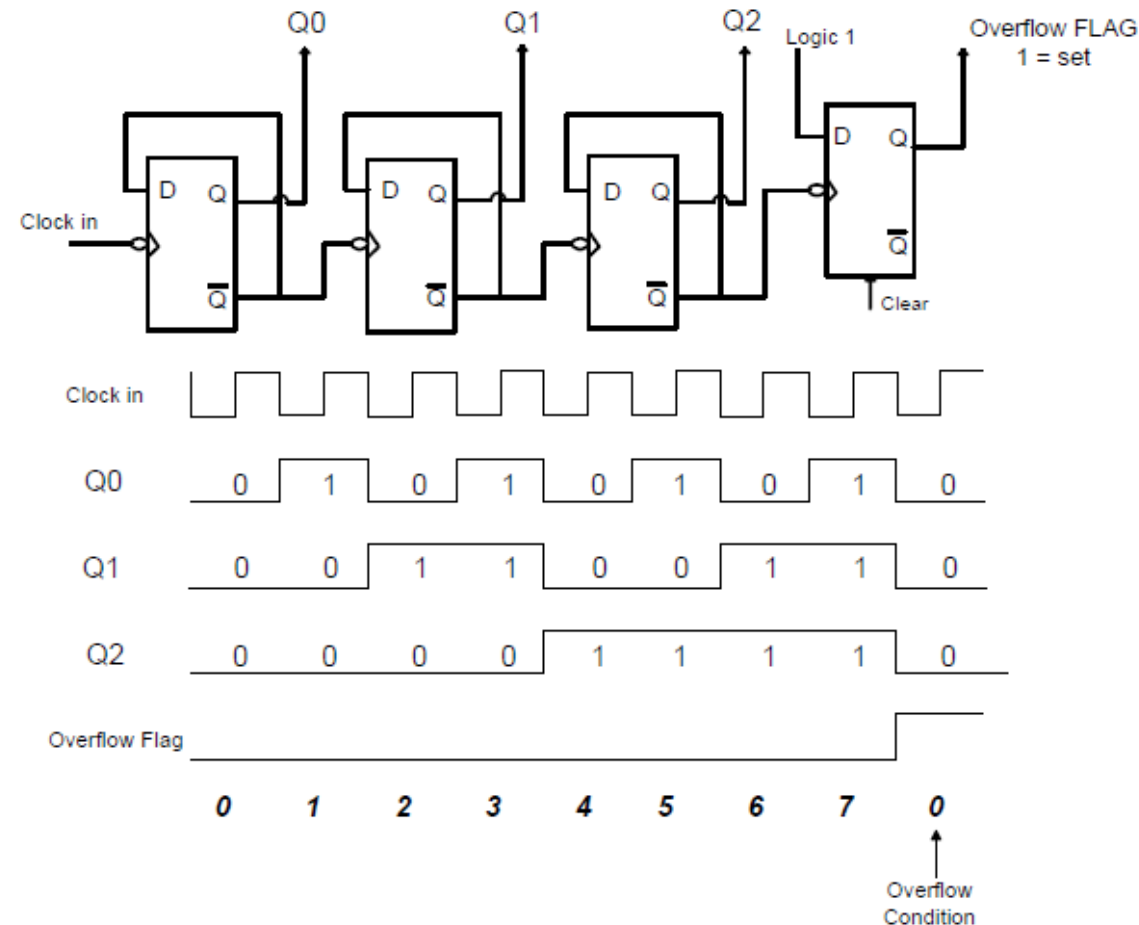 Q0
Q1
Q2
Logic 1
Overflow FLAG
1 = set
D Q
D Q
D Q
D Q
Clock in
Q
Q
Q
Q
Clear
Clock in
Q0 0 1 0 1 0 1 0 1 0
Q1 0 0 1 1 0 0 1 1 0
Q2 0 0 0 0 1 1 1 1 0
Overflow Flag
0 1 2 3 4 5 6 7 0
Overflow
Condition